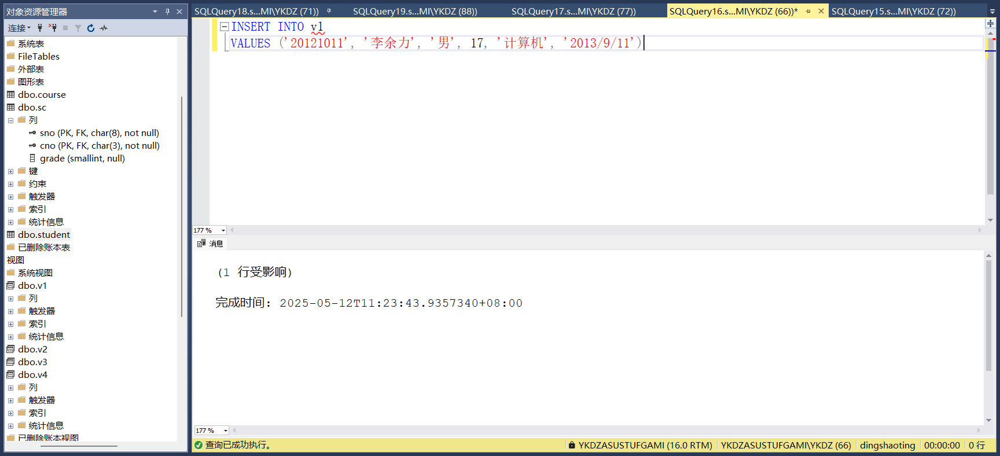 对象资源管理器
连接
系统表
FileTables
外部表
图形表
dbo.course
dbo.sc
列
sno (PK, FK, char(8), not null)
cno (PK, FK, char(3), not null)
grade (smallint, null)
键
约束
触发器
索引
统计信息
dbo.student
已删除账本表
视图
系统视图
dbo.v1
列
触发器
索引
统计信息
dbo.v2
dbo.v3
dbo.v4
列
触发器
索引
统计信息
已删除账本视图
SQLQuery18.s...MI\YKDZ (71)) SQLQuery19.s...MI\YKDZ (88)) SQLQuery17.s...MI\YKDZ (77)) SQLQuery16.s...MI\YKDZ (66))* SQLQuery15.s...MI\YKDZ (72))
INSERT INTO v1
VALUES ('20121011', '李余力', '男', 17, '计算机', '2013/9/11')
177 %
消息
(1 行受影响)
完成时间: 2025-05-12T11:23:43.9357340+08:00
177 %
查询已成功执行。 YKDZASUSTUFGAMI (16.0 RTM) YKDZASUSTUFGAMI\YKDZ (66) dingshaoting 00:00:00 0 行